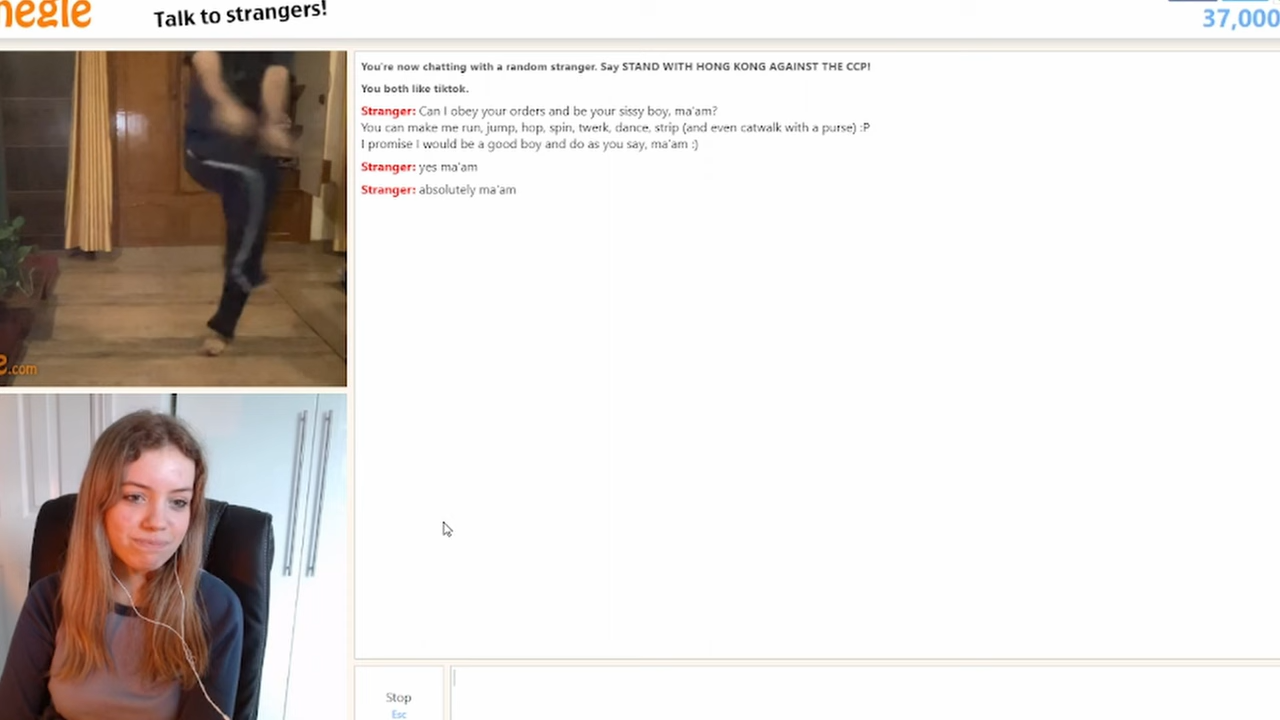 negle
Talk to strangers!
37,000
You're now chatting with a random stranger. Say STAND WITH HONG KONG AGAINST THE CCP!
You both like tiktok.
Stranger: Can I obey your orders and be your sissy boy, ma'am?
You can make me run, jump, hop, spin, twerk, dance, strip (and even catwalk with a purse) :P
I promise I would be a good boy and do as you say, ma'am :)
Stranger: yes ma'am
Stranger: absolutely ma'am
.com
Stop
Esc